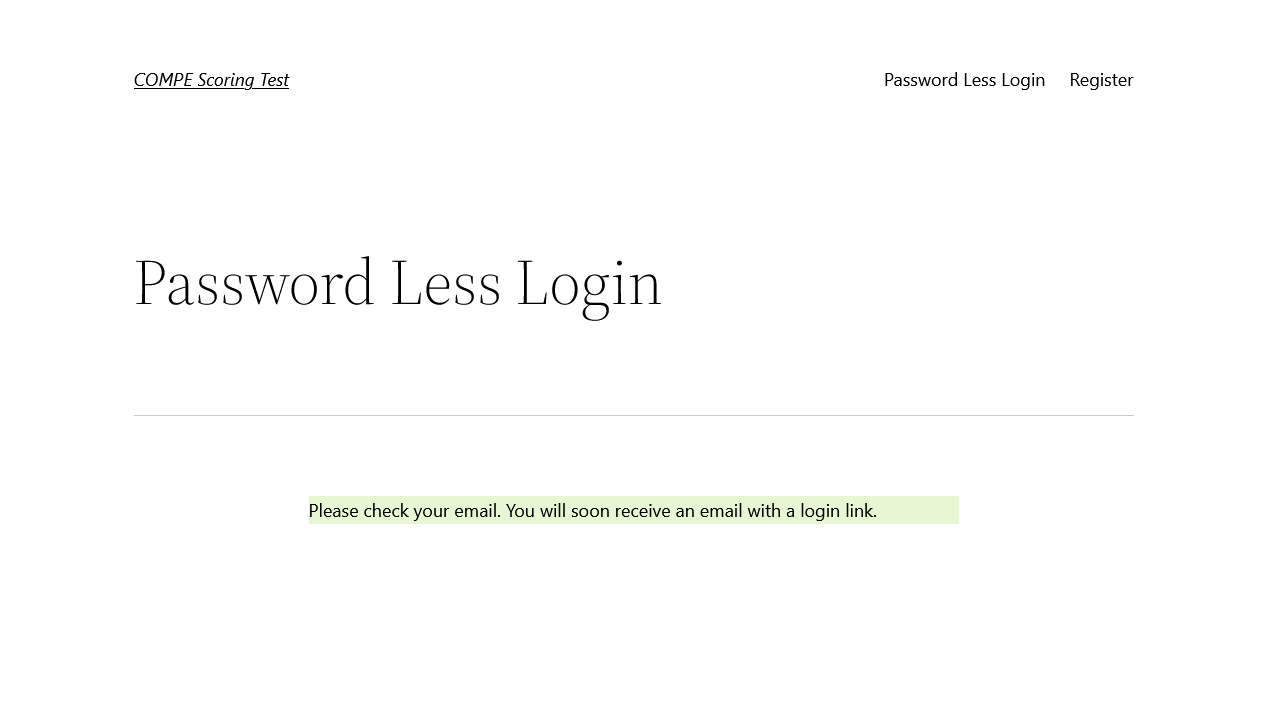 COMPE Scoring Test
Password Less Login
Register
Password Less Login
Please check your email. You will soon receive an email with a login link.